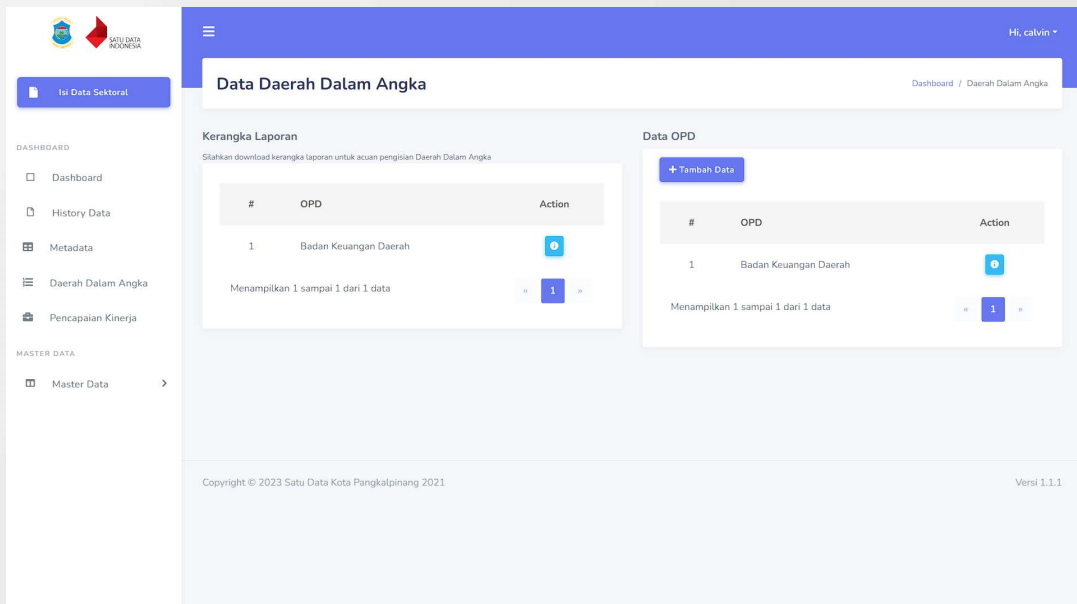 SATU DATA
INDONESIA
Hi, calvin
Isi Data Sektoral
Data Daerah Dalam Angka
Dashboard / Daerah Dalam Angka
DASHBOARD
Dashboard
History Data
Metadata
Daerah Dalam Angka
Pencapaian Kinerja
MASTER DATA
Master Data
Kerangka Laporan
Silahkan download kerangka laporan untuk acuan pengisian Daerah Dalam Angka
# OPD Action
1 Badan Keuangan Daerah
Menampilkan 1 sampai 1 dari 1 data
« 1 »
Data OPD
+ Tambah Data
# OPD Action
1 Badan Keuangan Daerah
Menampilkan 1 sampai 1 dari 1 data
« 1 »
Copyright © 2023 Satu Data Kota Pangkalpinang 2021
Versi 1.1.1